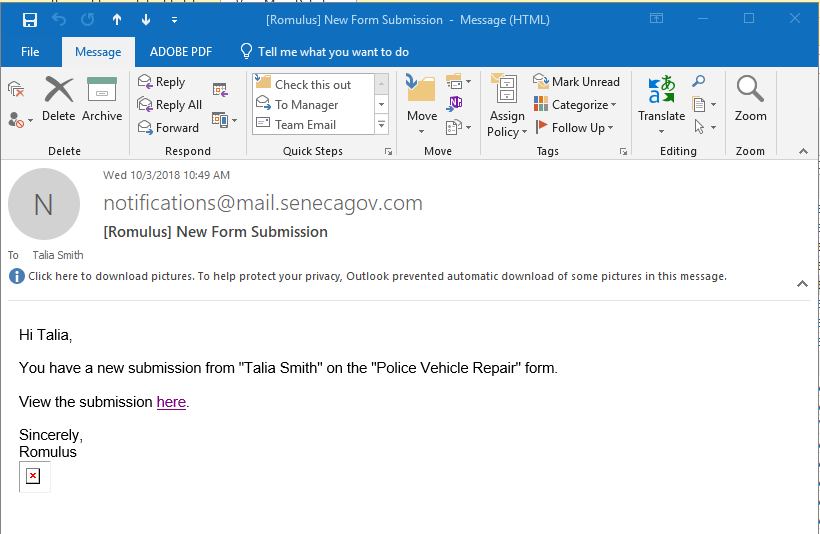 [Romulus] New Form Submission - Message (HTML)
File Message ADOBE PDF Tell me what you want to do
Delete
Archive
Reply
Reply All
Forward
Check this out
To Manager
Team Email
Move
Assign
Policy
Mark Unread
Categorize
Follow Up
Translate
Zoom
Delete Respond Quick Steps Move Tags Editing Zoom
N
Wed 10/3/2018 10:49 AM
notifications@mail.senecagov.com
[Romulus] New Form Submission
To Talia Smith
Click here to download pictures. To help protect your privacy, Outlook prevented automatic download of some pictures in this message.
Hi Talia,
You have a new submission from "Talia Smith" on the "Police Vehicle Repair" form.
View the submission here.
Sincerely,
Romulus